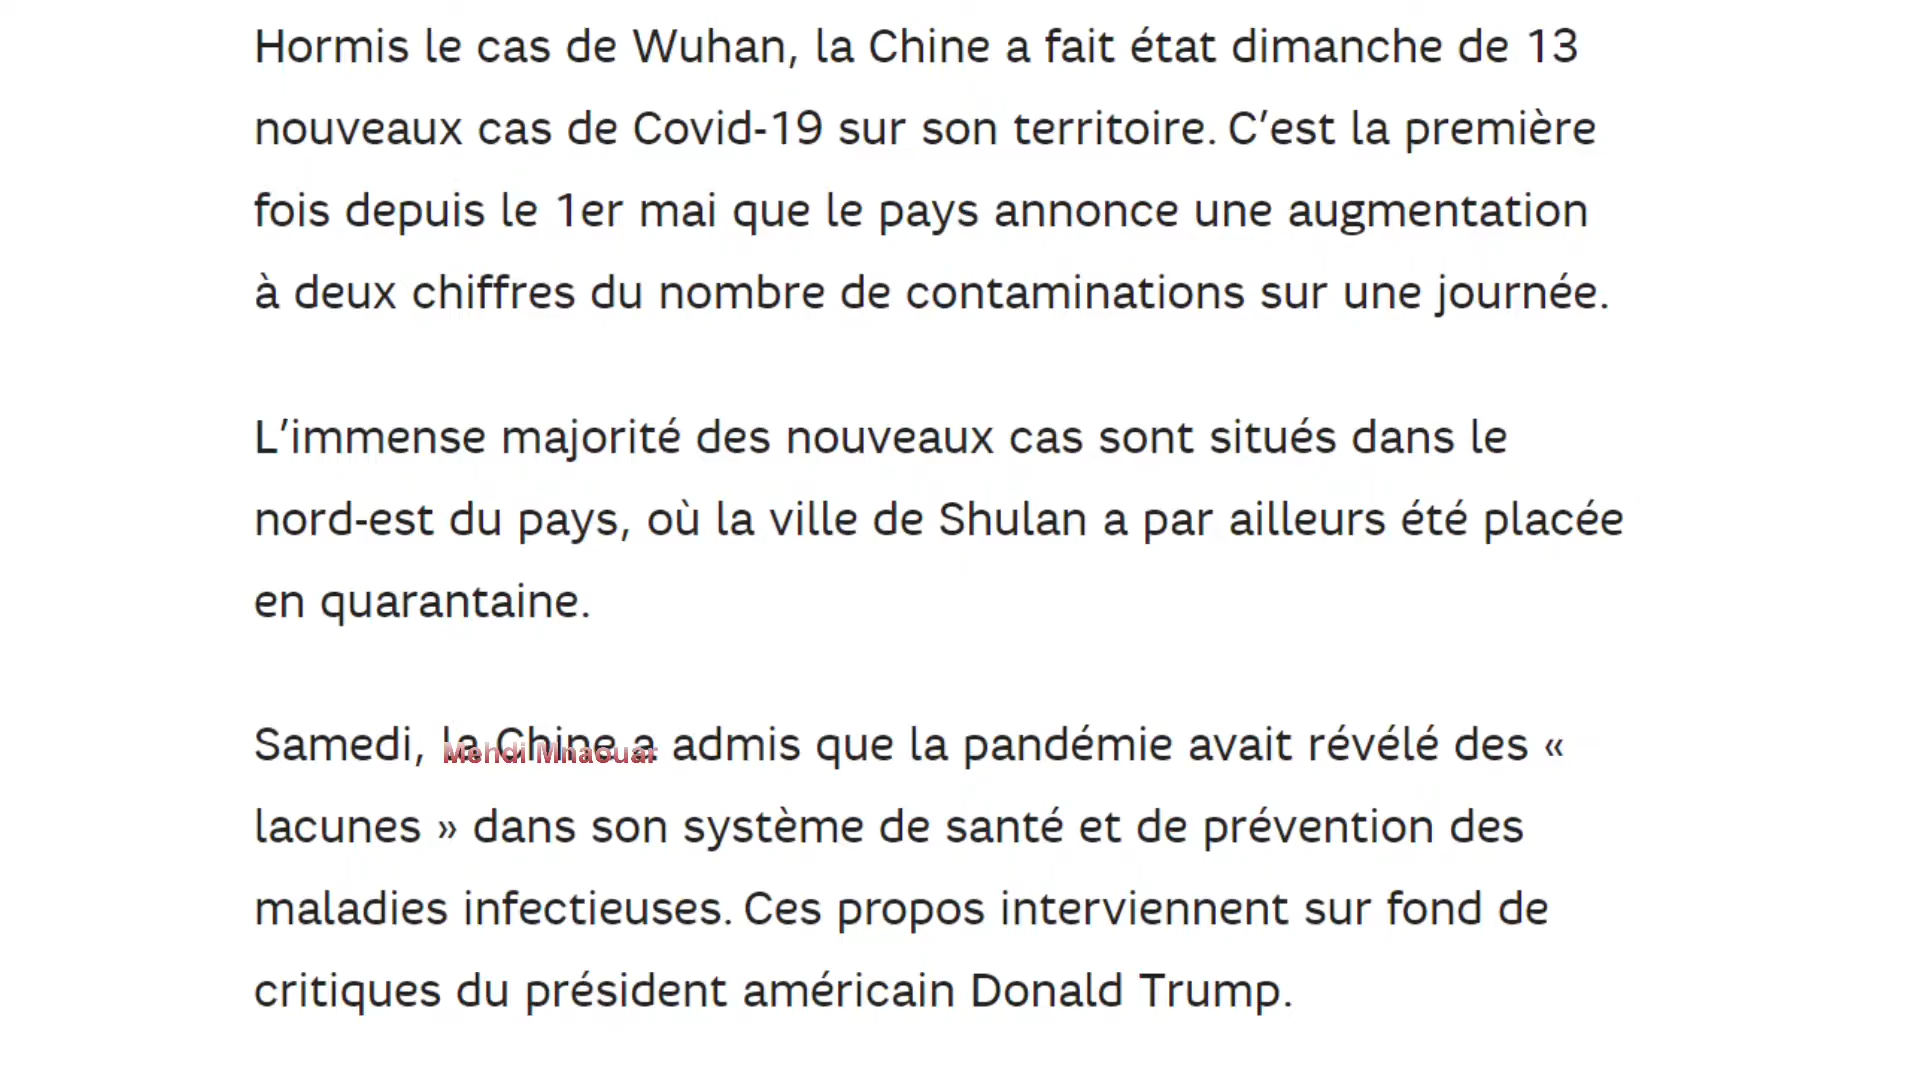 Hormis le cas de Wuhan, la Chine a fait état dimanche de 13
nouveaux cas de Covid-19 sur son territoire. C’est la première
fois depuis le 1er mai que le pays annonce une augmentation
à deux chiffres du nombre de contaminations sur une journée.
L’immense majorité des nouveaux cas sont situés dans le
nord-est du pays, où la ville de Shulan a par ailleurs été placée
en quarantaine.
Samedi, la Chine a admis que la pandémie avait révélé des «
Mehdi Mnaouar
lacunes » dans son système de santé et de prévention des
maladies infectieuses. Ces propos interviennent sur fond de
critiques du président américain Donald Trump.